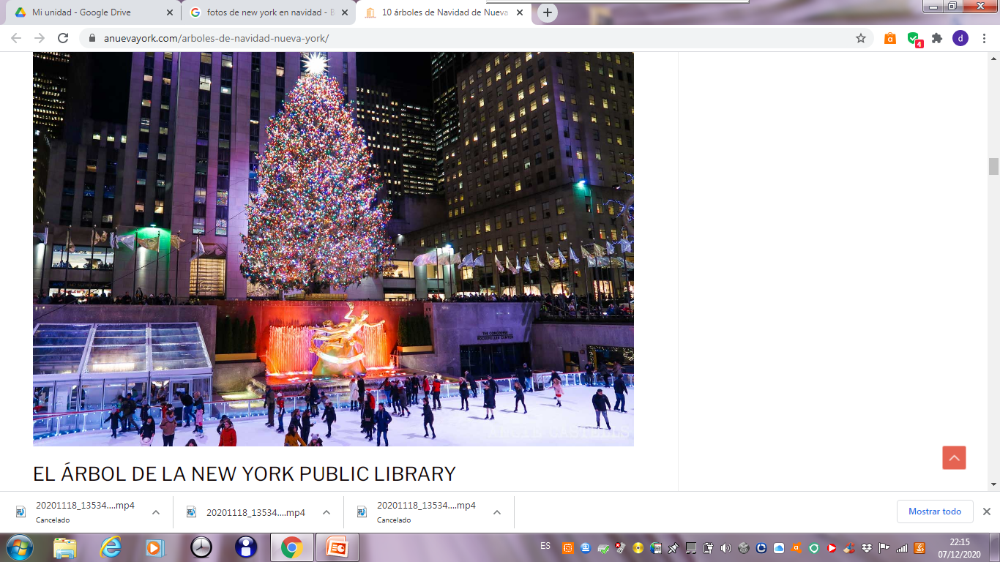 Mi unidad - Google Drive
fotos de new york en navidad - B
10 árboles de Navidad de Nueva
anuevayork.com/arboles-de-navidad-nueva-york/
4
d
THE CONCOURSE
ROCKEFELLER CENTER
ANGIE CASTELLS
EL ÁRBOL DE LA NEW YORK PUBLIC LIBRARY
20201118_13534....mp4
Cancelado
20201118_13534....mp4
20201118_13534....mp4
Cancelado
Mostrar todo
ES
22:15
07/12/2020